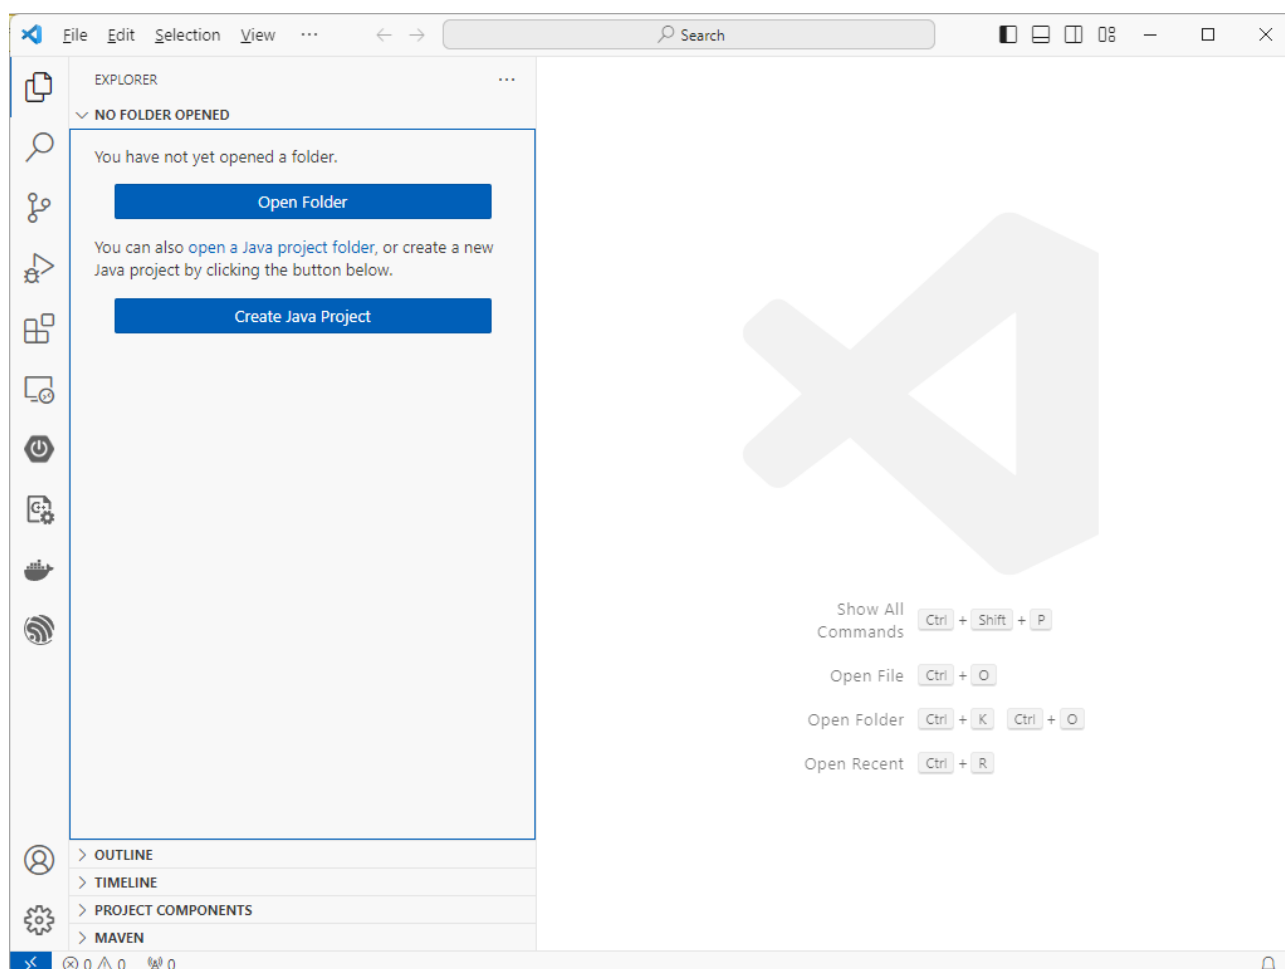 File Edit Selection View ··· Search
EXPLORER ···
NO FOLDER OPENED
You have not yet opened a folder.
Open Folder
You can also open a Java project folder, or create a new
Java project by clicking the button below.
Create Java Project
Show All
Commands Ctrl + Shift + P
Open File Ctrl + O
Open Folder Ctrl + K Ctrl + O
Open Recent Ctrl + R
OUTLINE
TIMELINE
PROJECT COMPONENTS
MAVEN
0 0 0